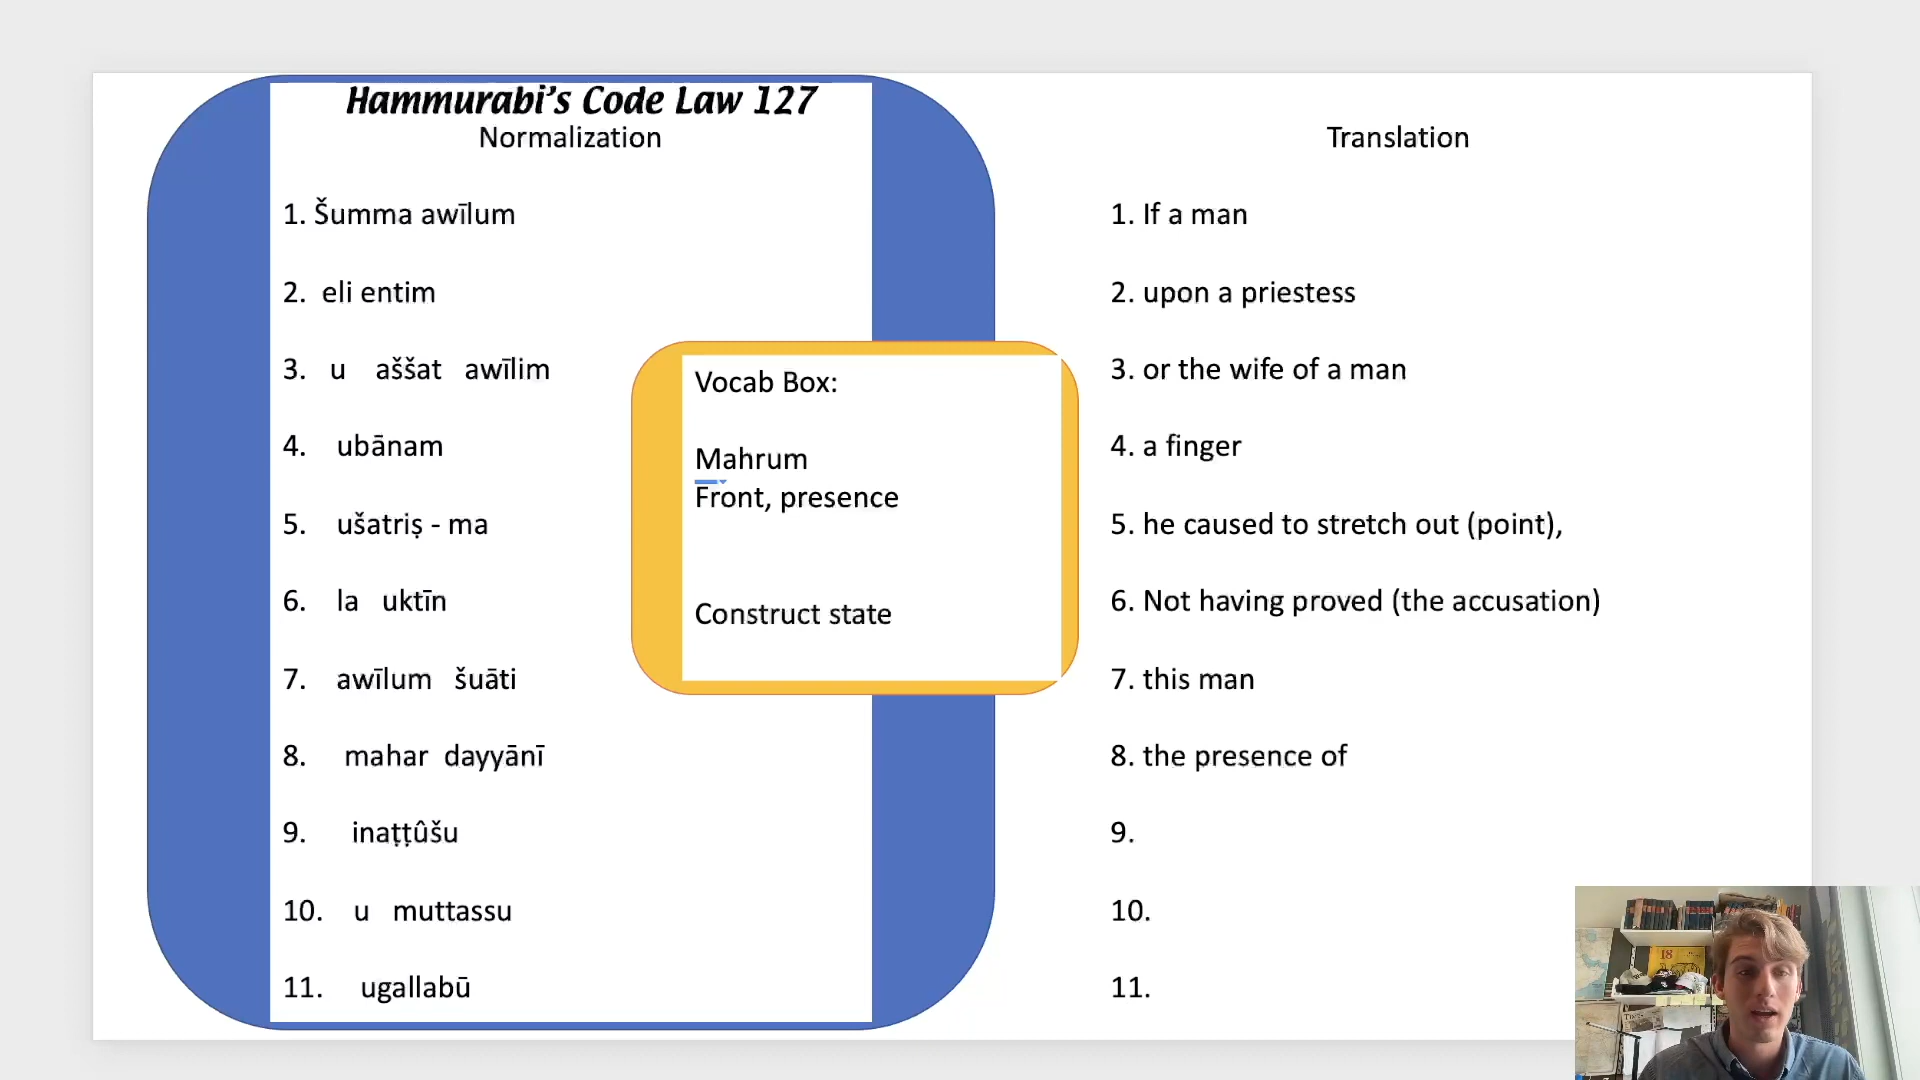 Hammurabi's Code Law 127
Normalization
1. Šumma awīlum
2. eli entim
3. u aššat awīlim
4. ubānam
5. ušatriṣ - ma
6. la uktīn
7. awīlum šuāti
8. mahar dayyānī
9. inaṭṭûšu
10. u muttassu
11. ugallabū
Vocab Box:
Mahrum
Front, presence
Construct state
Translation
1. If a man
2. upon a priestess
3. or the wife of a man
4. a finger
5. he caused to stretch out (point),
6. Not having proved (the accusation)
7. this man
8. the presence of
9.
10.
11.
18